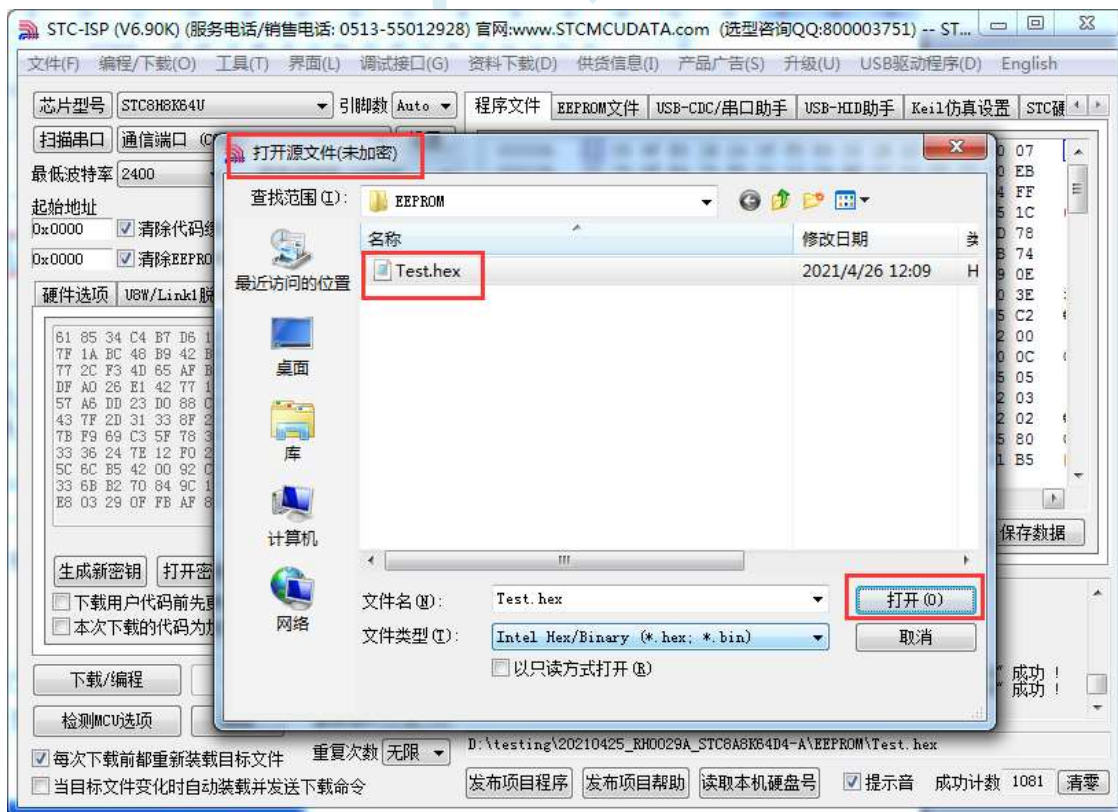 STC-ISP (V6.90K) (服务电话/销售电话: 0513-55012928) 官网:www.STCMCUDATA.com (选型咨询QQ:800003751) -- ST...
文件(F) 编程/下载(O) 工具(T) 界面(L) 调试接口(G) 资料下载(D) 供货信息(I) 产品广告(S) 升级(U) USB驱动程序(D) English
芯片型号 STC8H8K64U 引脚数 Auto 程序文件 EEPROM文件 USB-CDC/串口助手 USB-HID助手 Keil仿真设置 STC硬
扫描串口 通信端口
打开源文件(未加密)
07
最低波特率 2400
EB
查找范围(I): EEPROM
FF
起始地址
1C
0x0000 清除代码
78
名称 修改日期
74
0x0000 清除EEPRO
Test.hex 2021/4/26 12:09 H
0E
最近访问的位置
3E
硬件选项 U8W/Link1脱
C2
00
0C
05
03
02
80
B5
61 85 34 C4 B7 D6
7F 1A BC 48 B9 42
77 2C F3 4D 65 AF
DF A0 26 E1 42 77
57 A6 DD 23 D0 88
43 7F 2D 31 33 8F
7B F9 69 C3 5F 78
33 36 24 7E 12 F0
5C 6C B5 42 00 92
33 6B B2 70 84 9C
E8 03 29 0F FB AF
桌面
库
计算机
网络
保存数据
生成新密钥 打开密
下载用户代码前先
本次下载的代码为
文件名(N): Test.hex 打开(O)
文件类型(T): Intel Hex/Binary (*.hex; *.bin) 取消
以只读方式打开(R)
下载/编程
成功 !
成功 !
检测MCU选项
每次下载前都重新装载目标文件 重复次数 无限
D:\testing\20210425_RH0029A_STC8A8K64D4-A\EEPROM\Test.hex
当目标文件变化时自动装载并发送下载命令
发布项目程序 发布项目帮助 读取本机硬盘号 提示音 成功计数 1081 清零